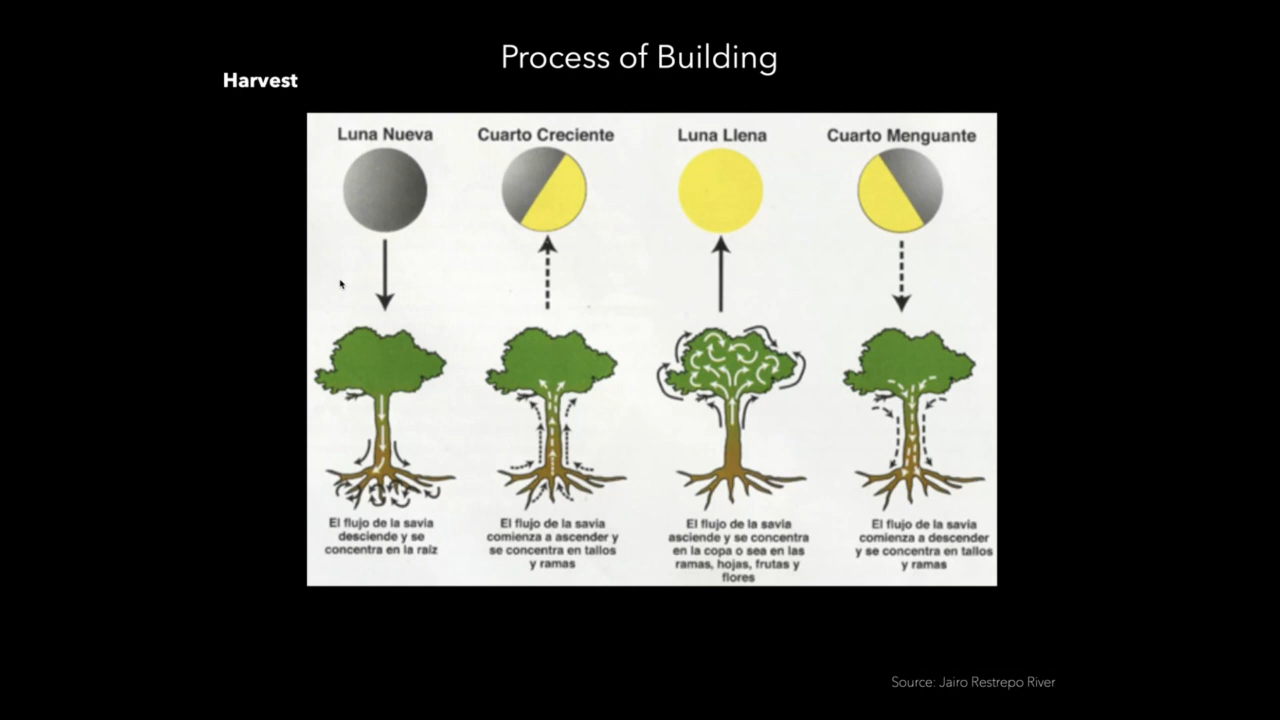 Process of Building
Harvest
Luna Nueva
Cuarto Creciente
Luna Llena
Cuarto Menguante
El flujo de la savia
desciende y se
concentra en la raíz
El flujo de la savia
comienza a ascender y
se concentra en tallos
y ramas
El flujo de la savia
asciende y se concentra
en la copa o sea en las
ramas, hojas, frutas y
flores
El flujo de la savia
comienza a descender
y se concentra en tallos
y ramas
Source: Jairo Restrepo River